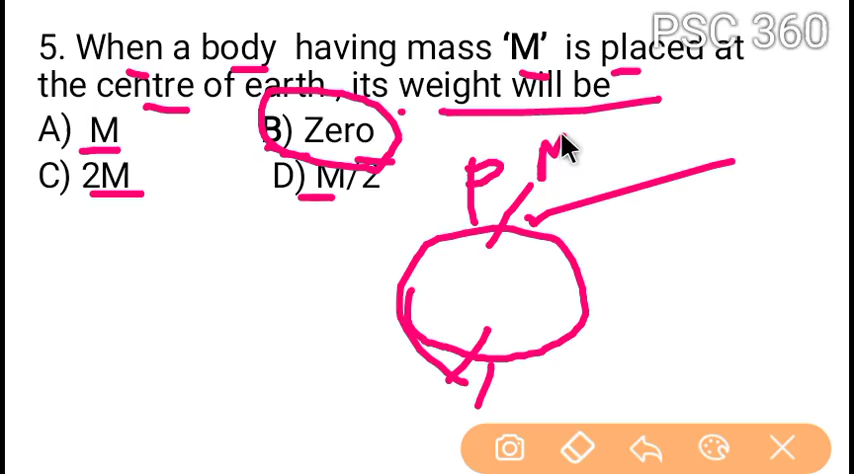 PSC 360
5. When a body having mass ‘M’ is placed at
the centre of earth , its weight will be
A) M
B) Zero
C) 2M
D) M/2
P M